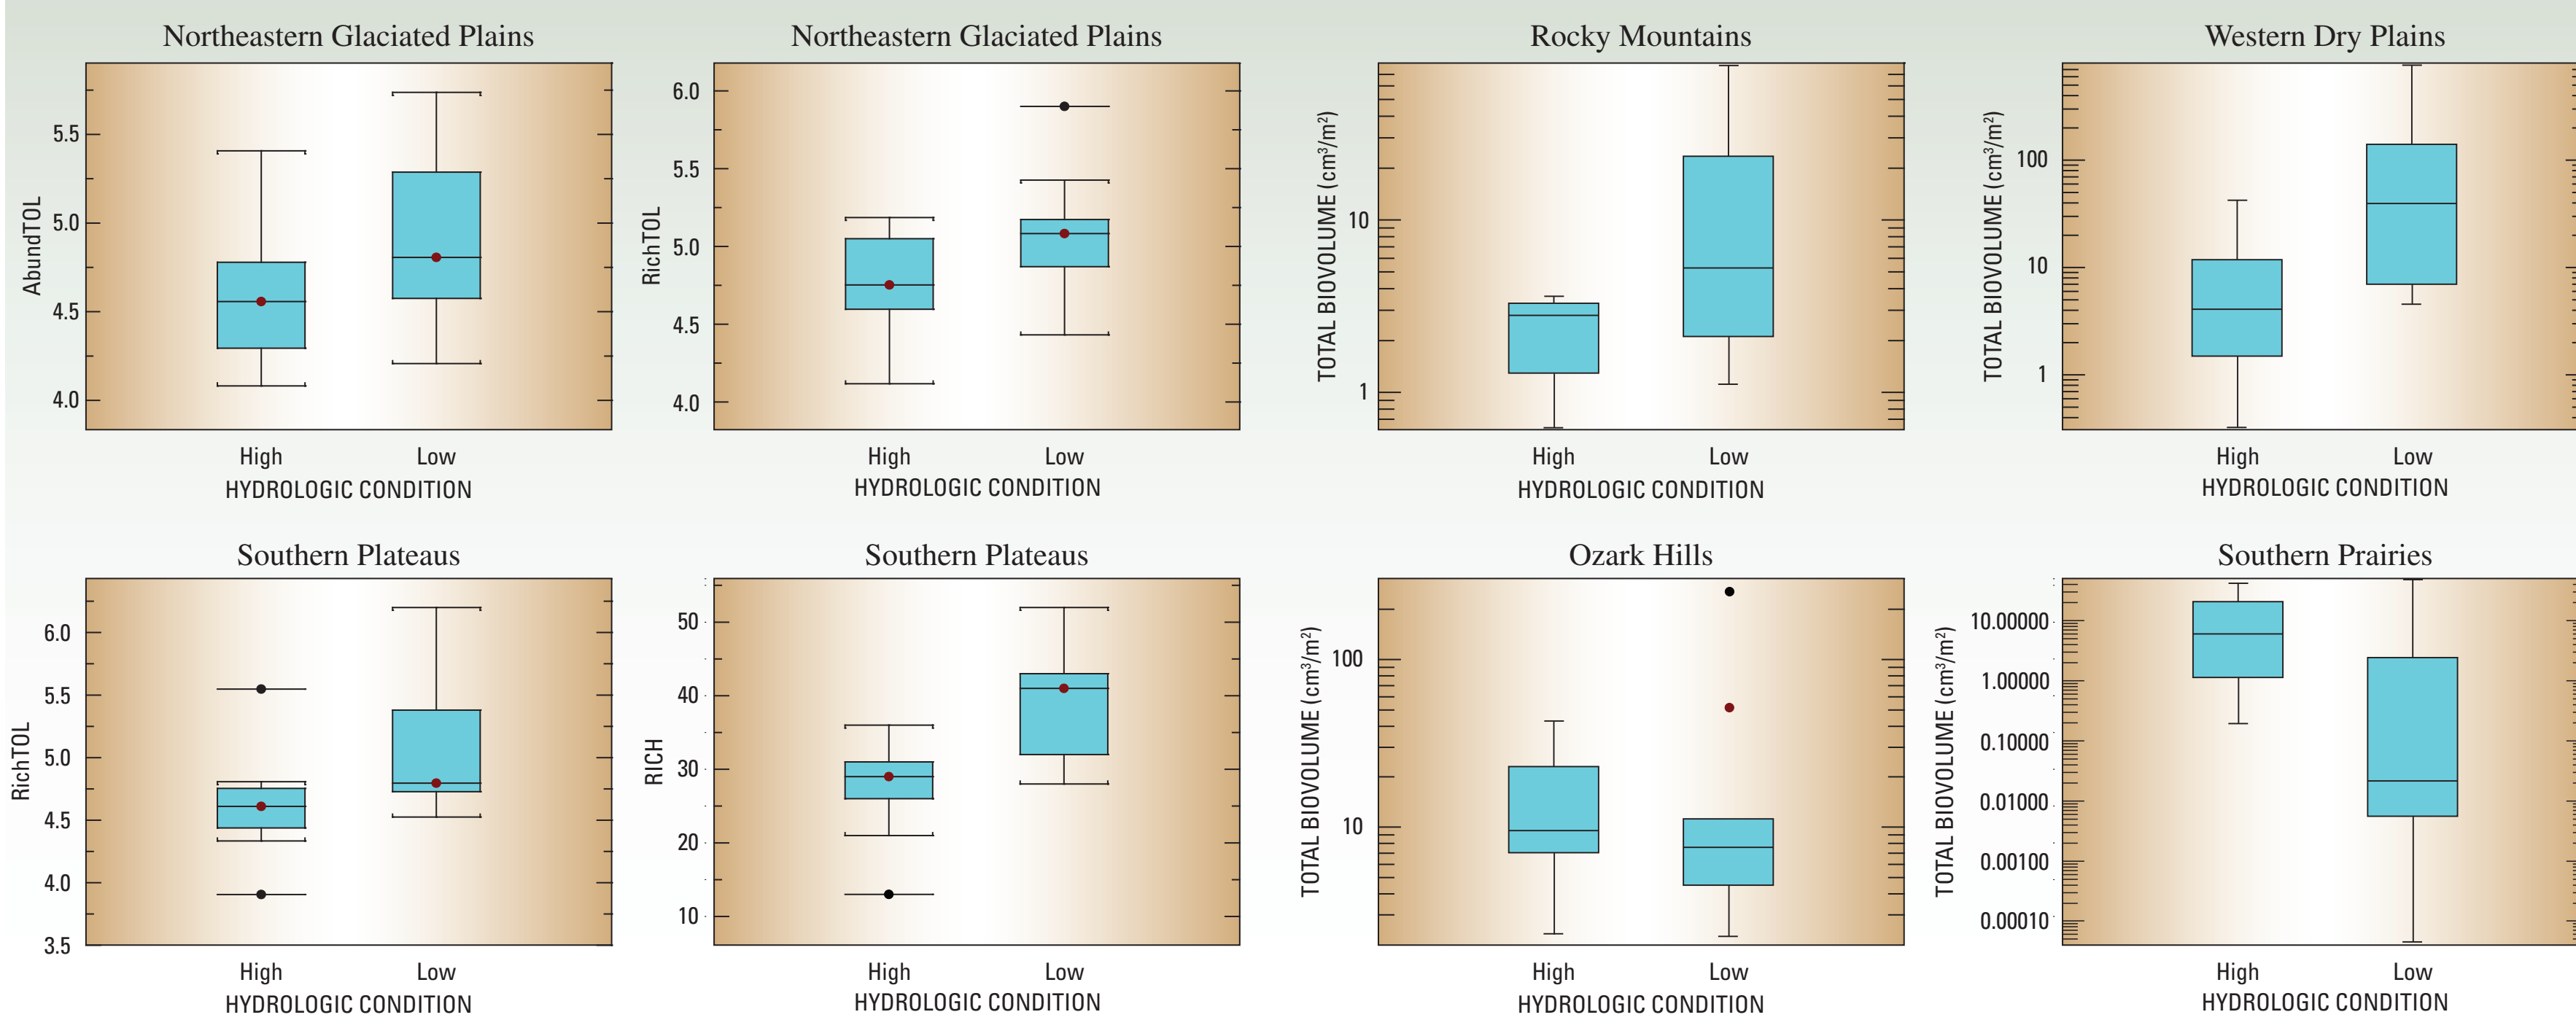 Northeastern Glaciated Plains
AbundTOL
5.5
5.0
4.5
4.0
High Low
HYDROLOGIC CONDITION
Northeastern Glaciated Plains
RichTOL
6.0
5.5
5.0
4.5
4.0
High Low
HYDROLOGIC CONDITION
Rocky Mountains
TOTAL BIOVOLUME (cm³/m²)
10
1
High Low
HYDROLOGIC CONDITION
Western Dry Plains
TOTAL BIOVOLUME (cm³/m²)
100
10
1
High Low
HYDROLOGIC CONDITION
Southern Plateaus
RichTOL
6.0
5.5
5.0
4.5
4.0
3.5
High Low
HYDROLOGIC CONDITION
Southern Plateaus
RICH
50
40
30
20
10
High Low
HYDROLOGIC CONDITION
Ozark Hills
TOTAL BIOVOLUME (cm³/m²)
100
10
High Low
HYDROLOGIC CONDITION
Southern Prairies
TOTAL BIOVOLUME (cm³/m²)
10.00000
1.00000
0.10000
0.01000
0.00100
0.00010
High Low
HYDROLOGIC CONDITION